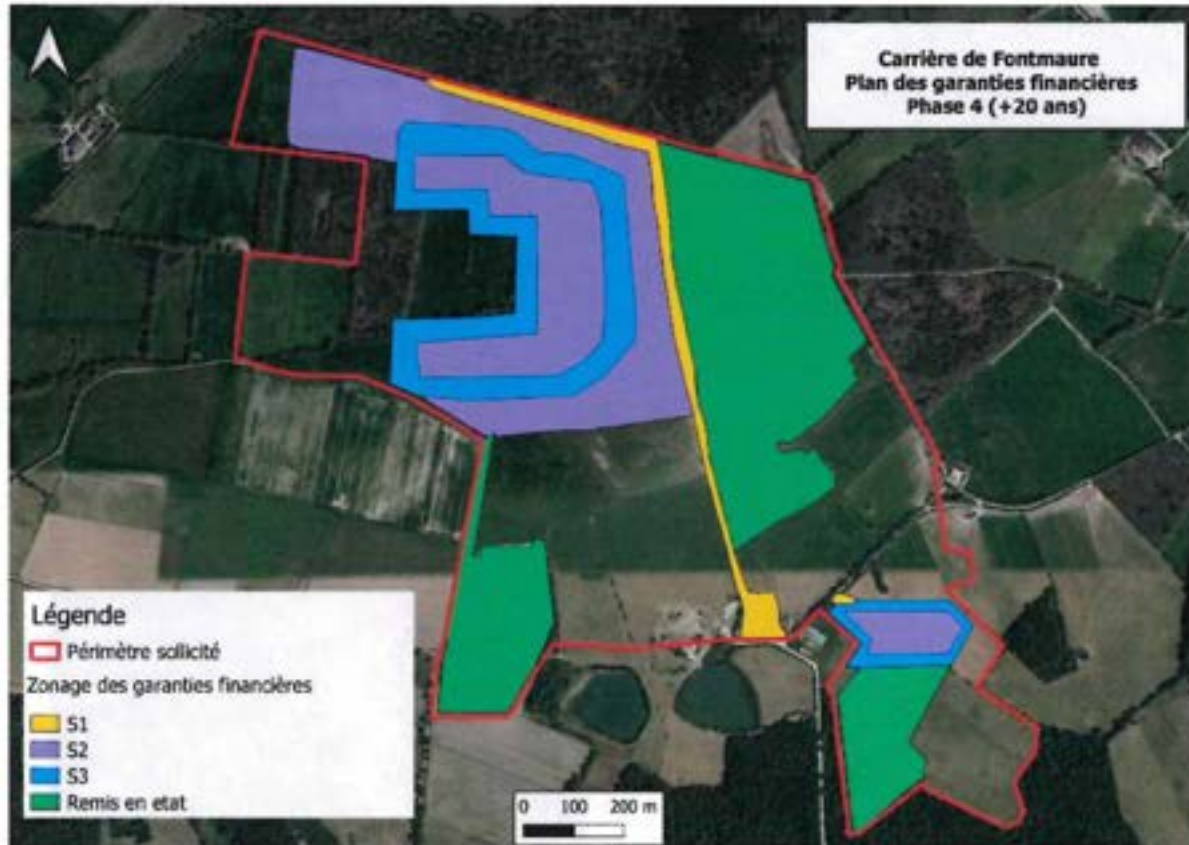 Carrière de Fontmaure
Plan des garanties financières
Phase 4 (+20 ans)
Légende
Périmètre sollicité
Zonage des garanties financières
S1
S2
S3
Remis en etat
0 100 200 m